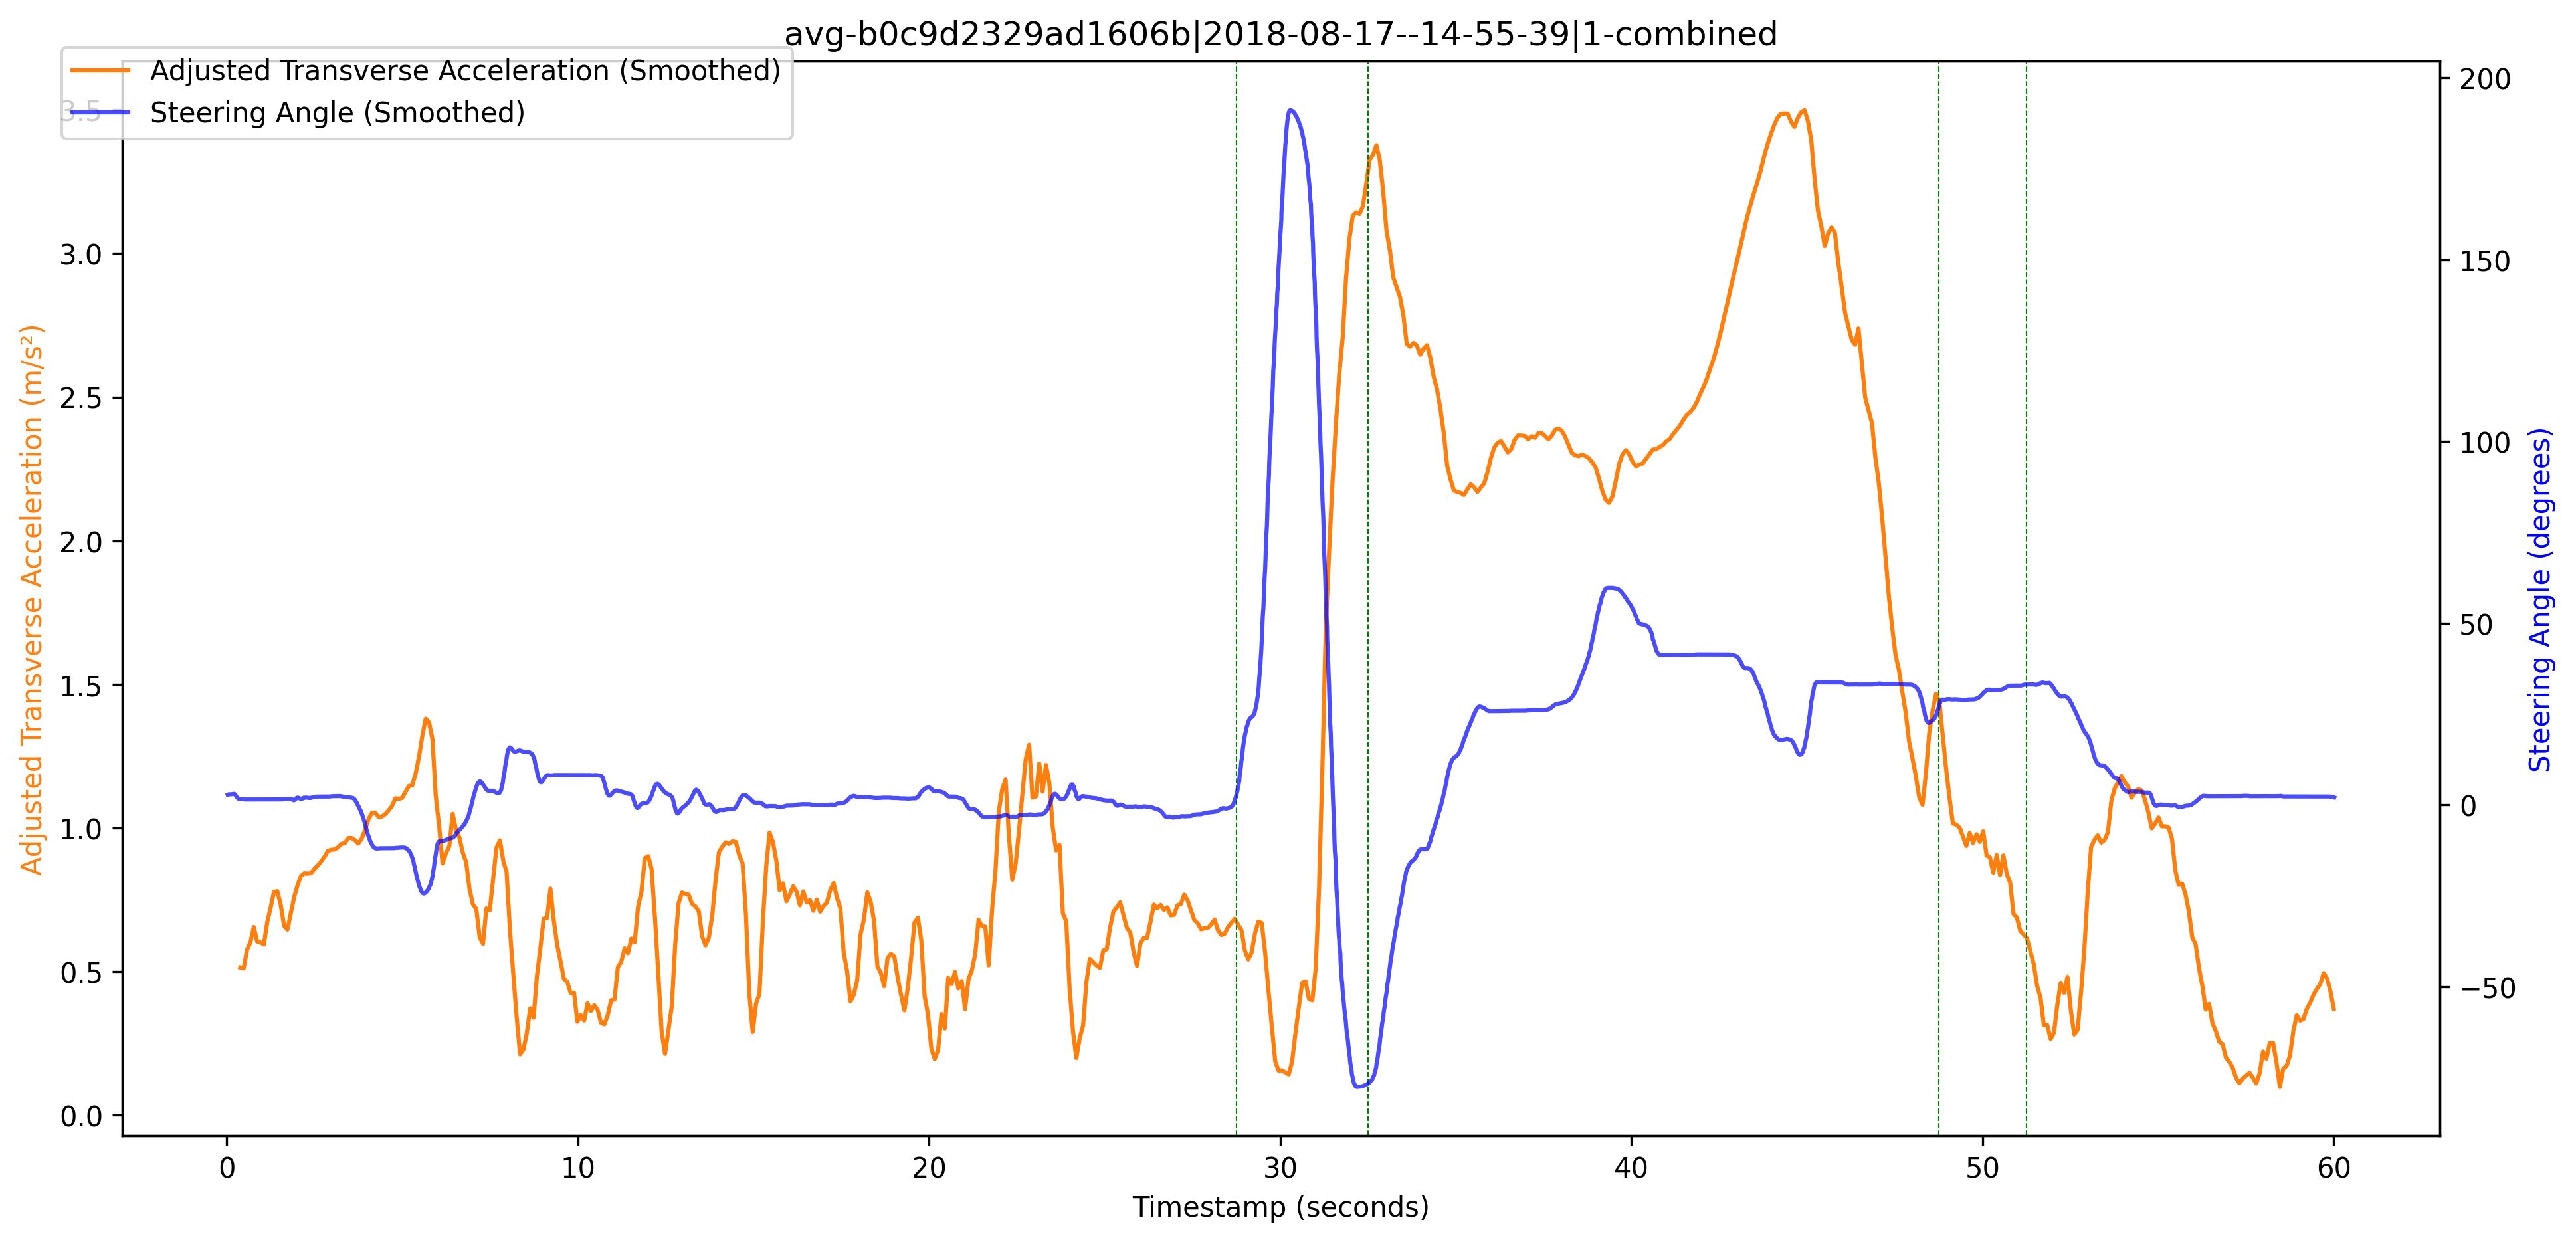 avg-b0c9d2329ad1606b|2018-08-17--14-55-39|1-combined
Adjusted Transverse Acceleration (Smoothed)
Steering Angle (Smoothed)
3.5
3.0
2.5
2.0
1.5
1.0
0.5
0.0
Adjusted Transverse Acceleration (m/s²)
200
150
100
50
0
−50
Steering Angle (degrees)
0 10 20 30 40 50 60
Timestamp (seconds)